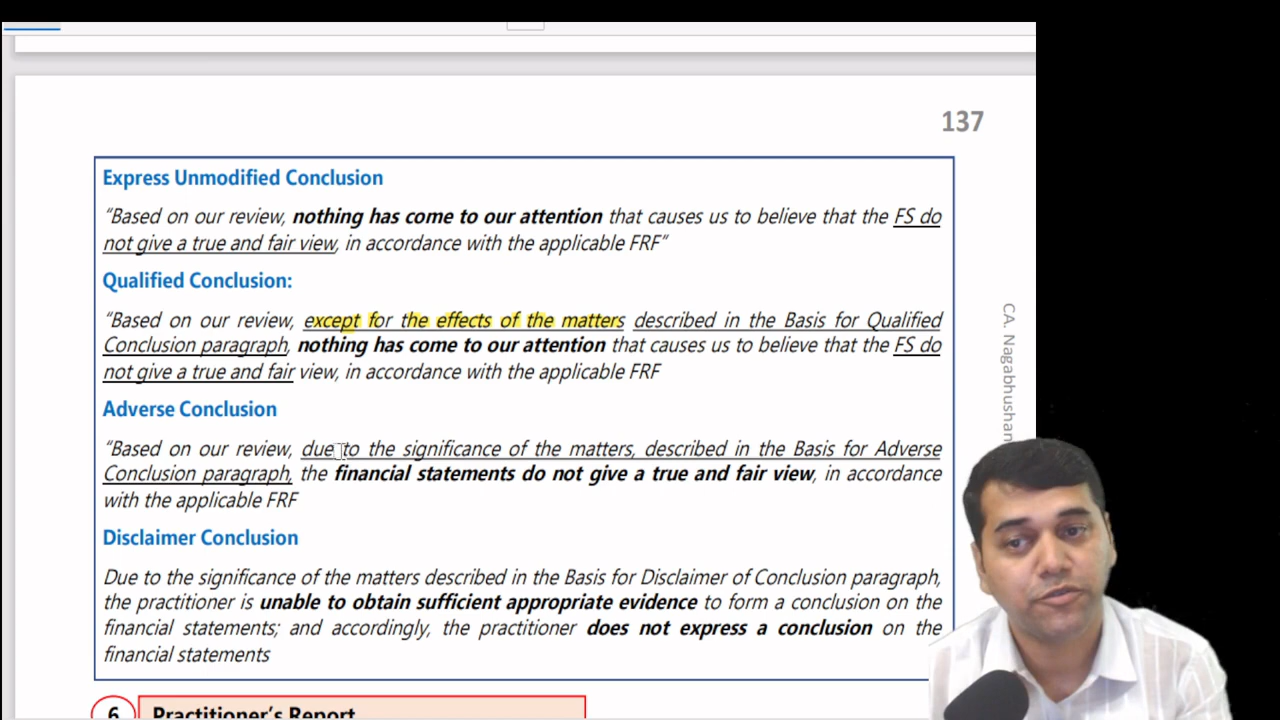 137
Express Unmodified Conclusion
“Based on our review, nothing has come to our attention that causes us to believe that the FS do
not give a true and fair view, in accordance with the applicable FRF”
Qualified Conclusion:
“Based on our review, except for the effects of the matters described in the Basis for Qualified
Conclusion paragraph, nothing has come to our attention that causes us to believe that the FS do
not give a true and fair view, in accordance with the applicable FRF
Adverse Conclusion
“Based on our review, due to the significance of the matters, described in the Basis for Adverse
Conclusion paragraph, the financial statements do not give a true and fair view, in accordance
with the applicable FRF
Disclaimer Conclusion
Due to the significance of the matters described in the Basis for Disclaimer of Conclusion paragraph,
the practitioner is unable to obtain sufficient appropriate evidence to form a conclusion on the
financial statements; and accordingly, the practitioner does not express a conclusion on the
financial statements
CA. Nagabhushan
6 Practitioner's Report